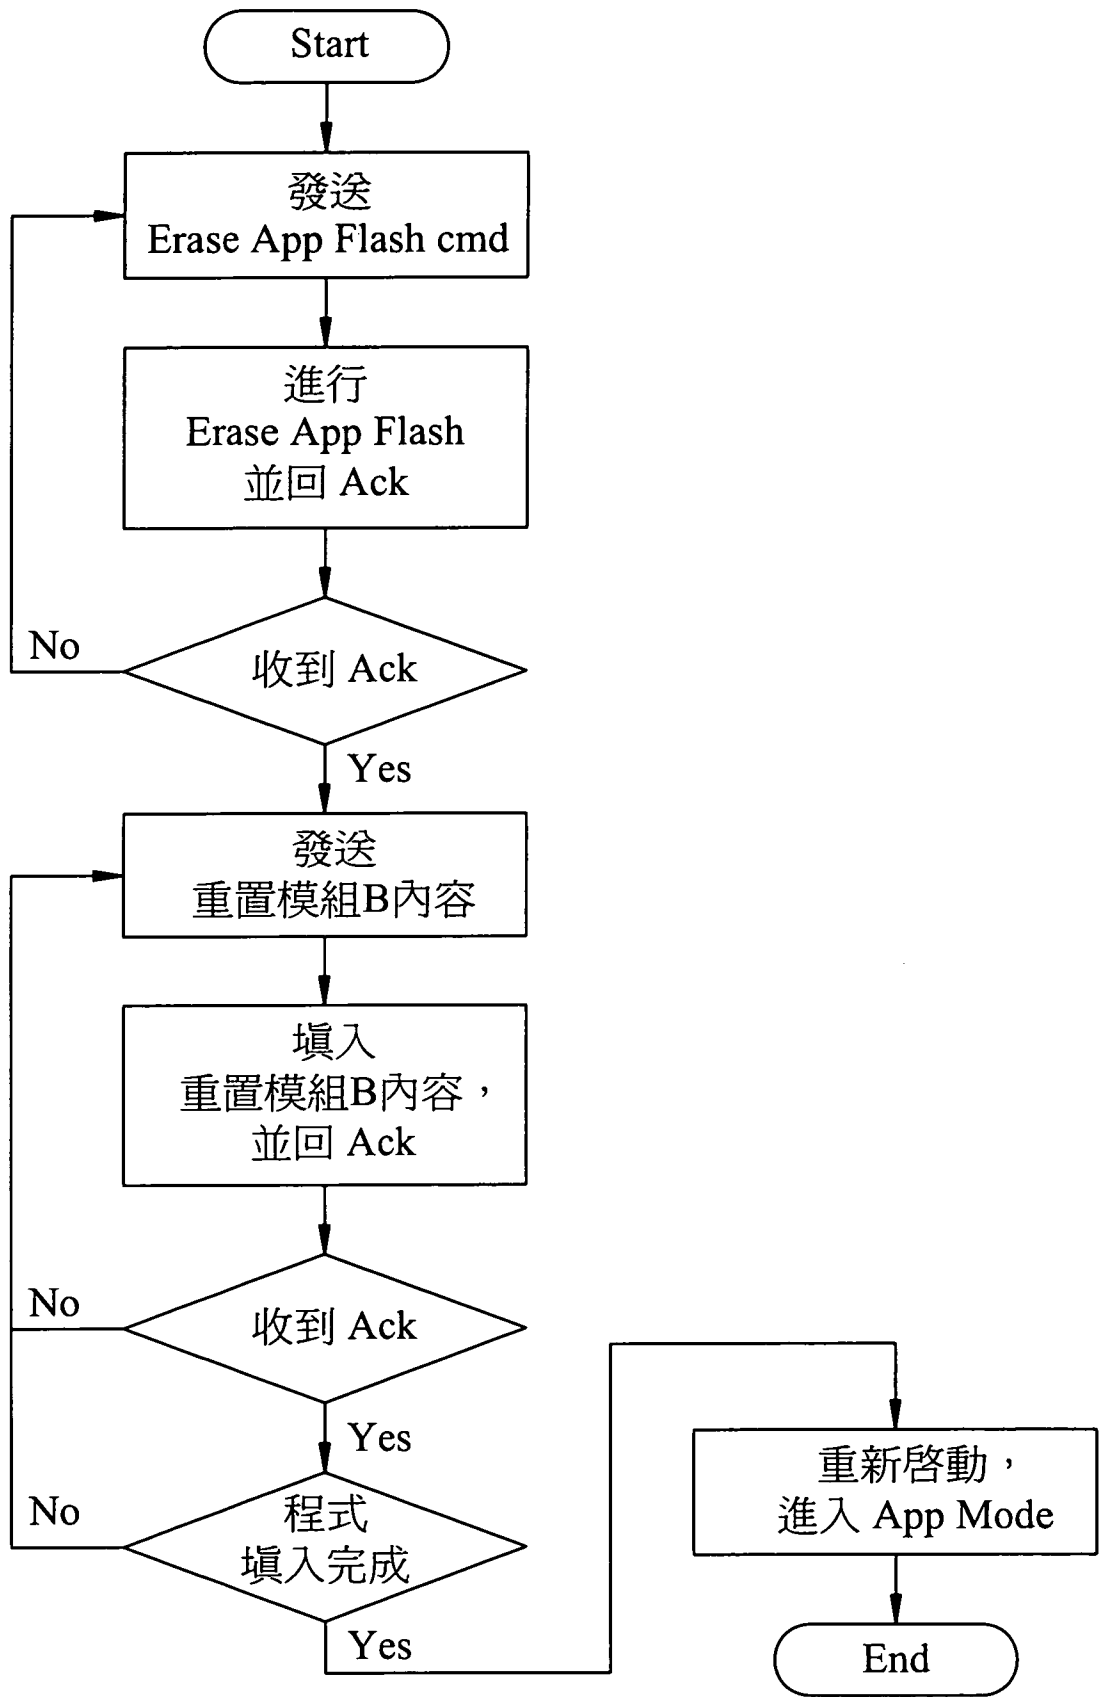 Start
發送
Erase App Flash cmd
進行
Erase App Flash
並回 Ack
No
收到 Ack
Yes
發送
重置模組B內容
填入
重置模組B內容，
並回 Ack
No
收到 Ack
Yes
No
程式
填入完成
Yes
重新啓動，
進入 App Mode
End